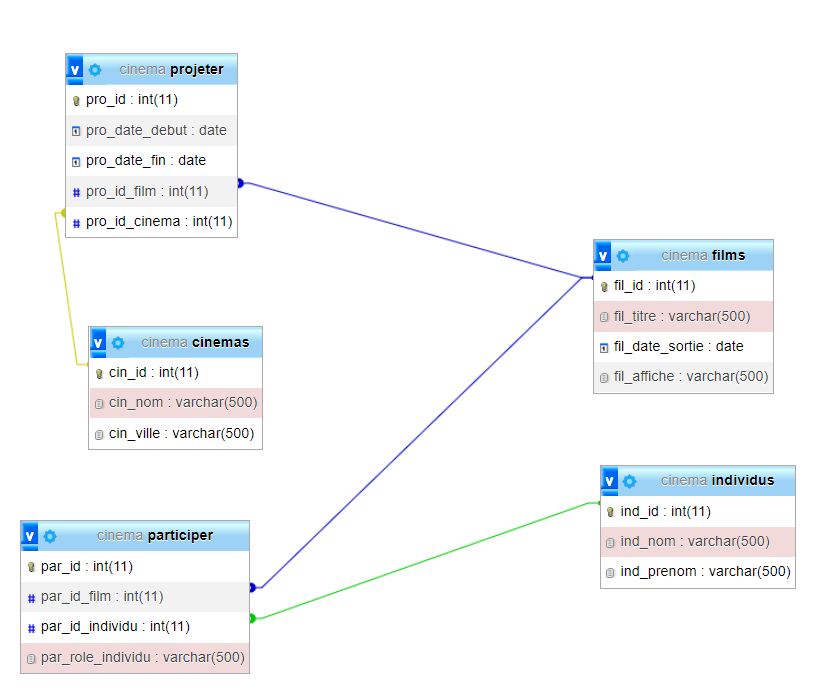 v cinema projeter
pro_id : int(11)
pro_date_debut : date
pro_date_fin : date
# pro_id_film : int(11)
# pro_id_cinema : int(11)
v cinema films
fil_id : int(11)
fil_titre : varchar(500)
fil_date_sortie : date
fil_affiche : varchar(500)
v cinema cinemas
cin_id : int(11)
cin_nom : varchar(500)
cin_ville : varchar(500)
v cinema individus
ind_id : int(11)
ind_nom : varchar(500)
ind_prenom : varchar(500)
v cinema participer
par_id : int(11)
# par_id_film : int(11)
# par_id_individu : int(11)
par_role_individu : varchar(500)